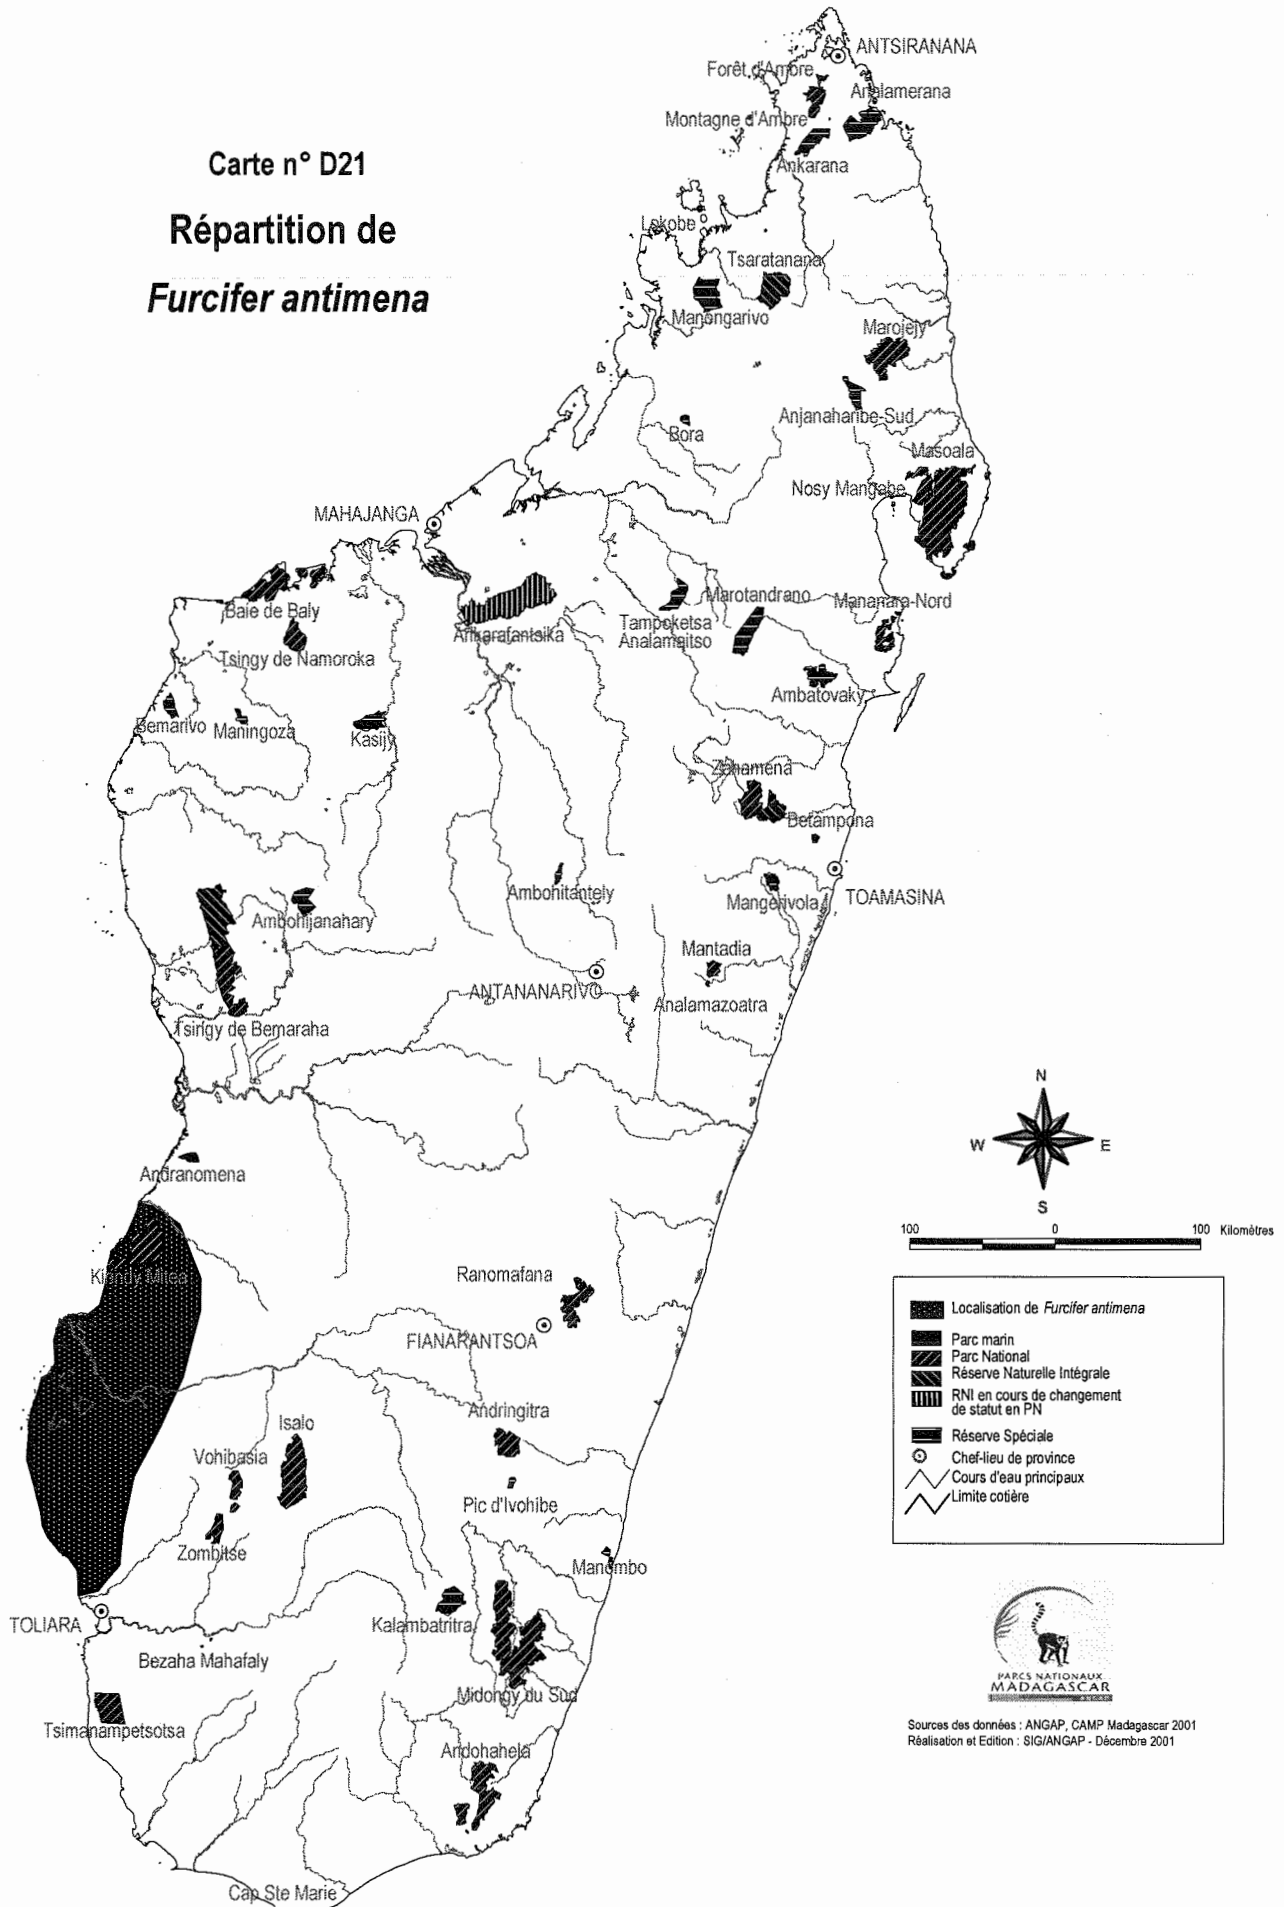 Carte n° D21
Répartition de
Furcifer antimena
ANTSIRANANA
Forêt d'Ambre
Analamerana
Montagne d'Ambre
Ankarana
Lokobe
Tsaratanana
Manongarivo
Marojejy
Anjanaharibe-Sud
Bora
Masoala
Nosy Mangabe
MAHAJANGA
Baie de Baly
Ankarafantsika
Marotandrano
Mananara-Nord
Tampoketsa
Analamaitso
Tsingy de Namoroka
Ambatovaky
Bemarivo
Maningoza
Kasijy
Zahamena
Betampona
Ambohitantely
TOAMASINA
Mangerivola
Ambohijanahary
Mantadia
ANTANANARIVO
Analamazoatra
Tsingy de Bemaraha
N
W
E
S
Andranomena
100
0
100 Kilomètres
Kirindy Mitea
Ranomafana
FIANARANTSOA
Localisation de Furcifer antimena
Parc marin
Parc National
Réserve Naturelle Intégrale
RNI en cours de changement
de statut en PN
Réserve Spéciale
Chef-lieu de province
Cours d'eau principaux
Limite cotière
Andringitra
Isalo
Vohibasia
Pic d'Ivohibe
Zombitse
Manombo
TOLIARA
Kalambatritra
Bezaha Mahafaly
Midongy du Sud
Tsimanampetsotsa
PARCS NATIONAUX
MADAGASCAR
ANGAP
Sources des données : ANGAP, CAMP Madagascar 2001
Réalisation et Edition : SIG/ANGAP - Décembre 2001
Andohahela
Cap Ste Marie